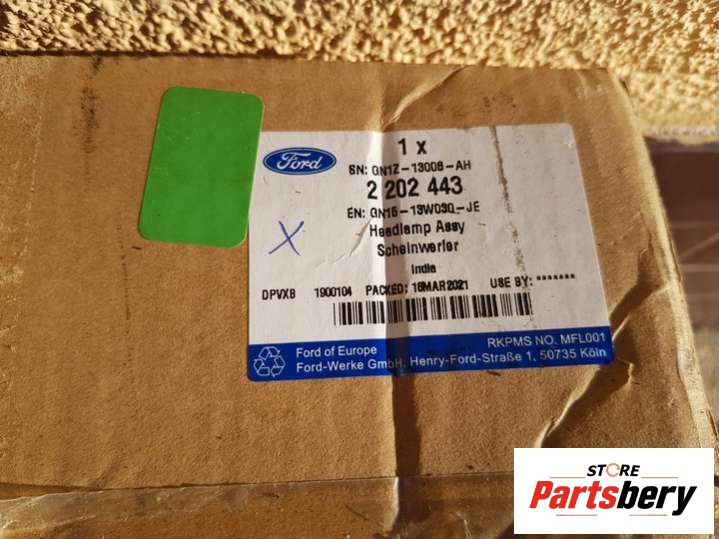 1 x
Ford
SN: GN1Z-13008-AH
2 202 443
EN: GN15-13W030-JE
X
Headlamp Assy
Scheinwerfer
India
DPVXB 1900104 PACKED: 16MAR2021 USE BY: *******
RKPMS NO. MFL001
Ford of Europe
Ford-Werke GmbH, Henry-Ford-Straße 1, 50735 Köln
STORE
Partsbery